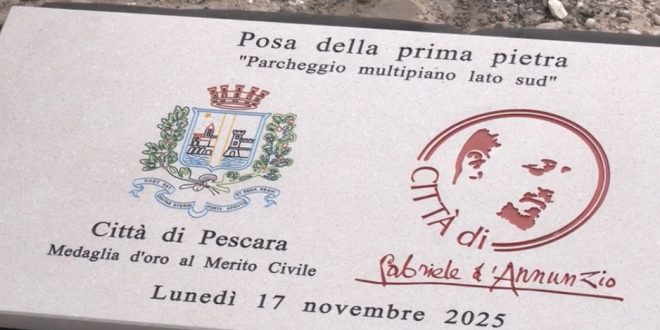 Posa della prima pietra
"Parcheggio multipiano lato sud"
Città di Pescara
Medaglia d'oro al Merito Civile
CITTÀ di
Gabriele d'Annunzio
Lunedì 17 novembre 2025